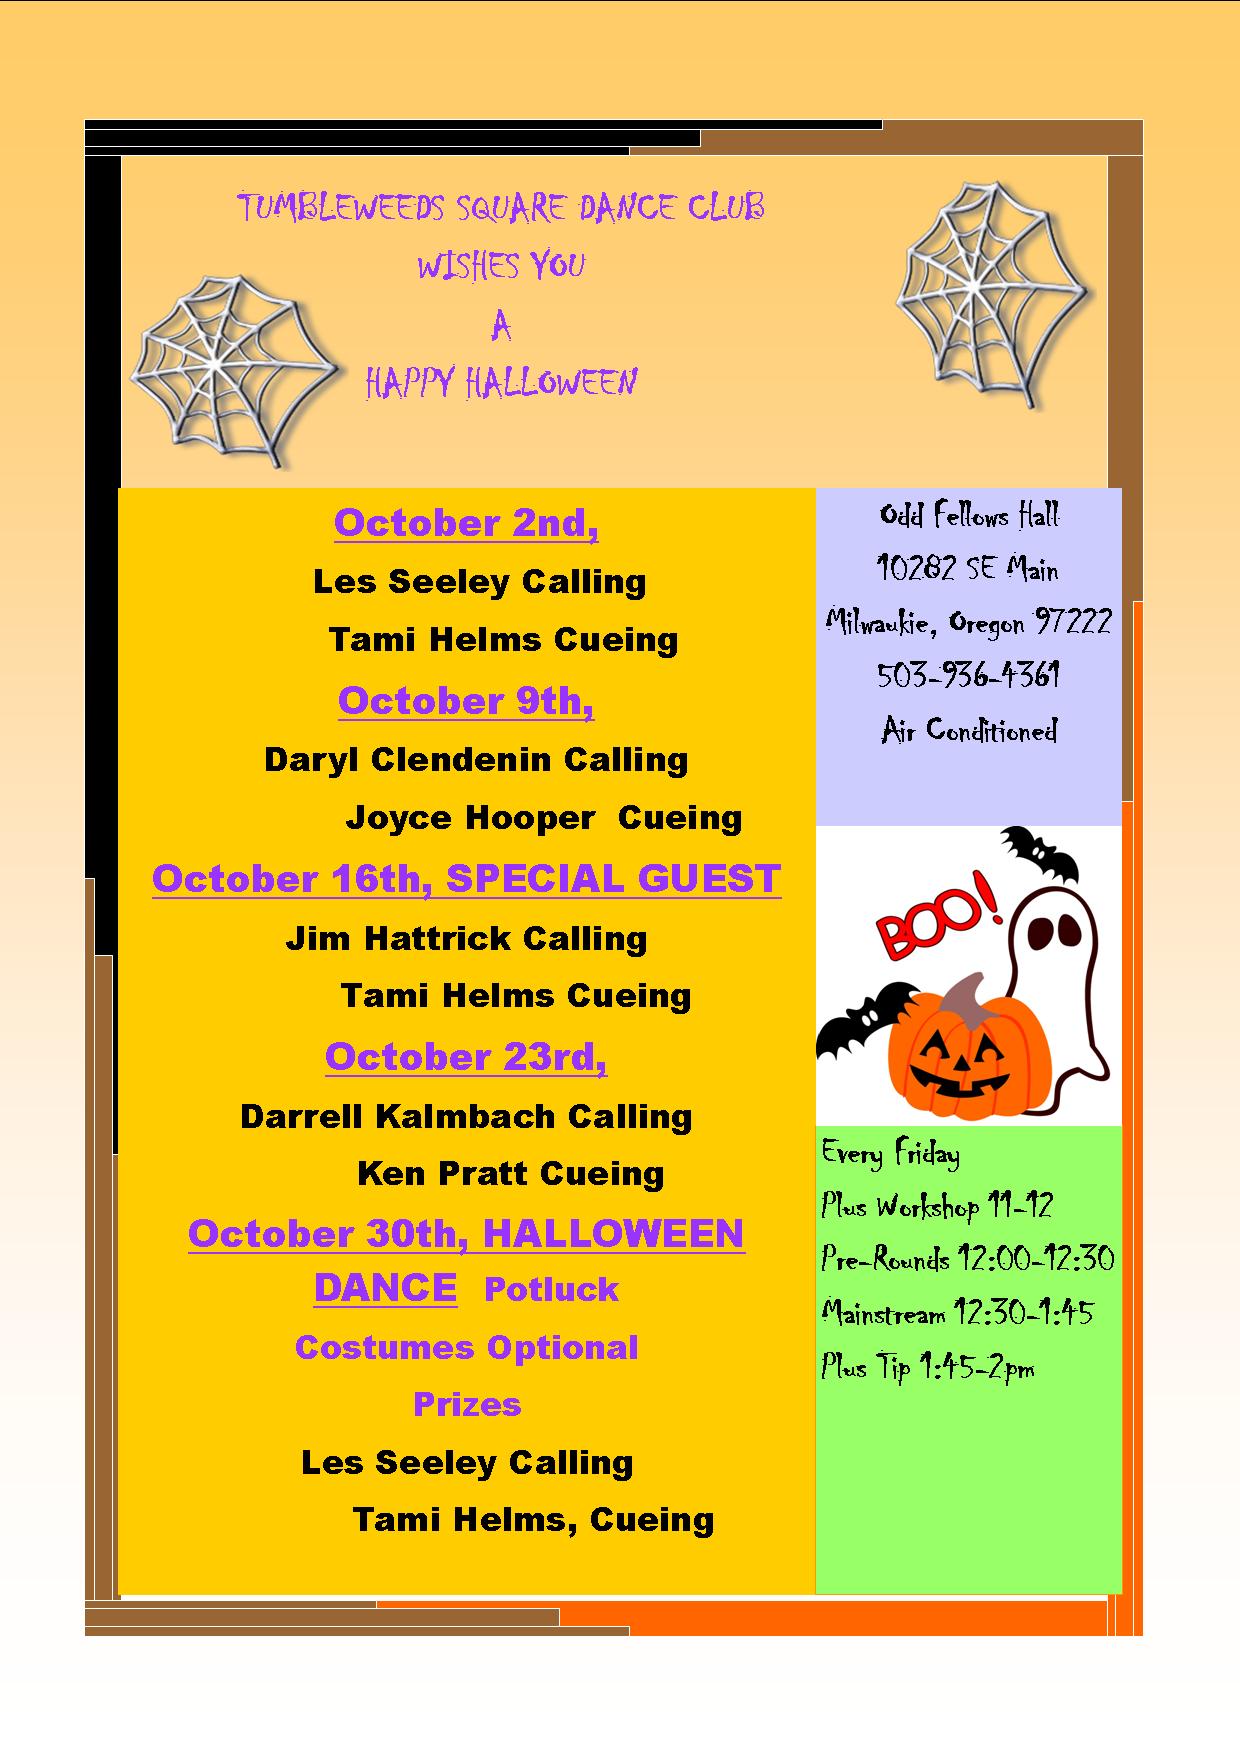 TUMBLEWEEDS SQUARE DANCE CLUB
WISHES YOU
A
HAPPY HALLOWEEN
October 2nd,
Les Seeley Calling
Tami Helms Cueing
October 9th,
Daryl Clendenin Calling
Joyce Hooper  Cueing
October 16th, SPECIAL GUEST
Jim Hattrick Calling
Tami Helms Cueing
October 23rd,
Darrell Kalmbach Calling
Ken Pratt Cueing
October 30th, HALLOWEEN
DANCE  Potluck
Costumes Optional
Prizes
Les Seeley Calling
Tami Helms, Cueing
Odd Fellows Hall
10282 SE Main
Milwaukie, Oregon 97222
503-936-4361
Air Conditioned
BOO!
Every Friday
Plus Workshop 11-12
Pre-Rounds 12:00-12:30
Mainstream 12:30-1:45
Plus Tip 1:45-2pm